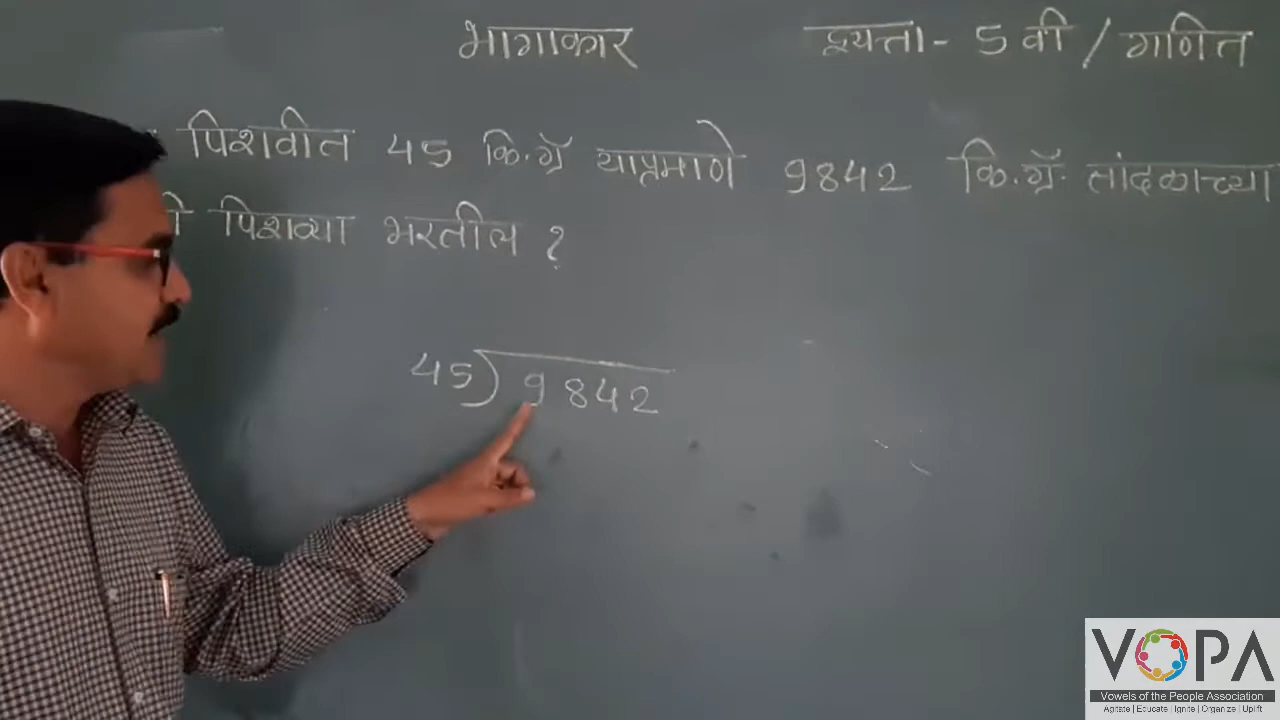 भागाकार
इयत्ता - 5 वी / गणित
पिशवीत 45 कि.ग्रॅ याप्रमाणे 9842 कि.ग्रॅ. तांदळाच्या
पिशव्या भरतील ?
45) 9842
VOPA
Vowels of the People Association
Agitate | Educate | Ignite | Organize | Uplift